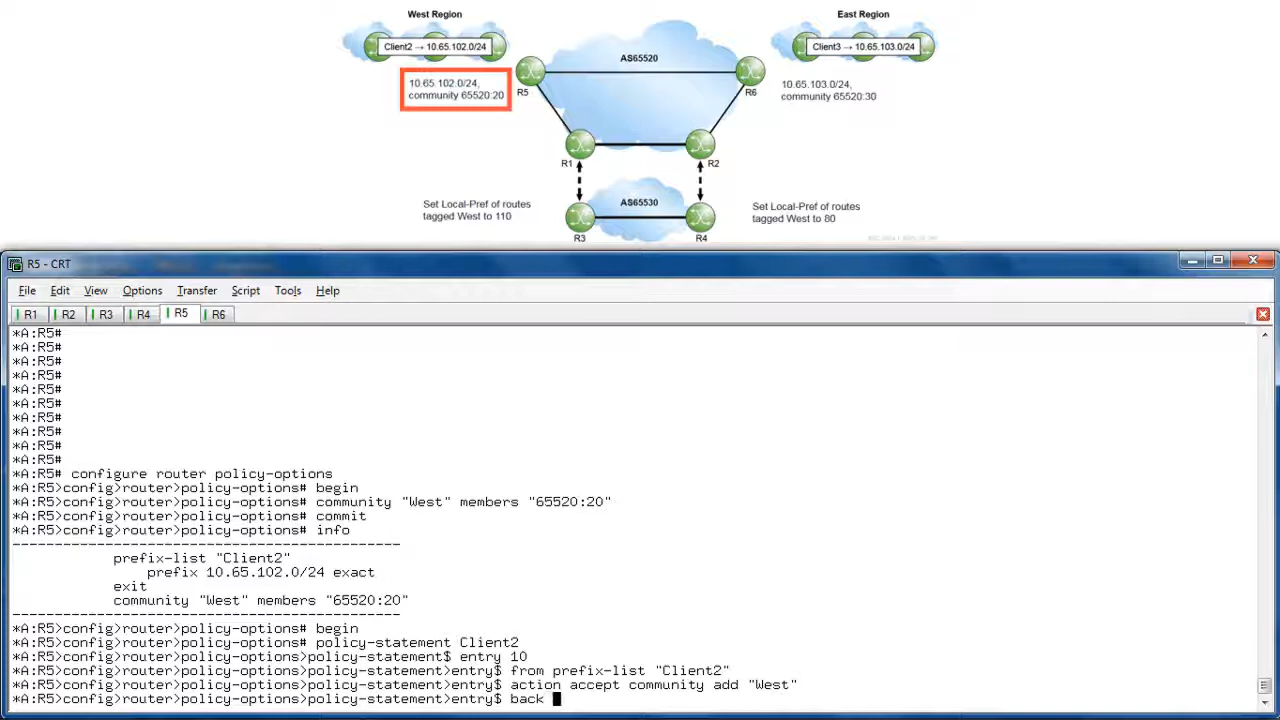 West Region
East Region
Client2 → 10.65.102.0/24
Client3 → 10.65.103.0/24
AS65520
10.65.102.0/24,
community 65520:20
R5
R6
10.65.103.0/24,
community 65520:30
R1
R2
Set Local-Pref of routes
tagged West to 110
AS65530
Set Local-Pref of routes
tagged West to 80
R3
R4
R5 - CRT
File Edit View Options Transfer Script Tools Help
R1 R2 R3 R4 R5 R6
*A:R5#
*A:R5#
*A:R5#
*A:R5#
*A:R5#
*A:R5#
*A:R5#
*A:R5#
*A:R5#
*A:R5#
*A:R5# configure router policy-options
*A:R5>config>router>policy-options# begin
*A:R5>config>router>policy-options# community "West" members "65520:20"
*A:R5>config>router>policy-options# commit
*A:R5>config>router>policy-options# info
----------------------------------------------
prefix-list "Client2"
prefix 10.65.102.0/24 exact
exit
community "West" members "65520:20"
----------------------------------------------
*A:R5>config>router>policy-options# begin
*A:R5>config>router>policy-options# policy-statement Client2
*A:R5>config>router>policy-options>policy-statement$ entry 10
*A:R5>config>router>policy-options>policy-statement>entry$ from prefix-list "Client2"
*A:R5>config>router>policy-options>policy-statement>entry$ action accept community add "West"
*A:R5>config>router>policy-options>policy-statement>entry$ back